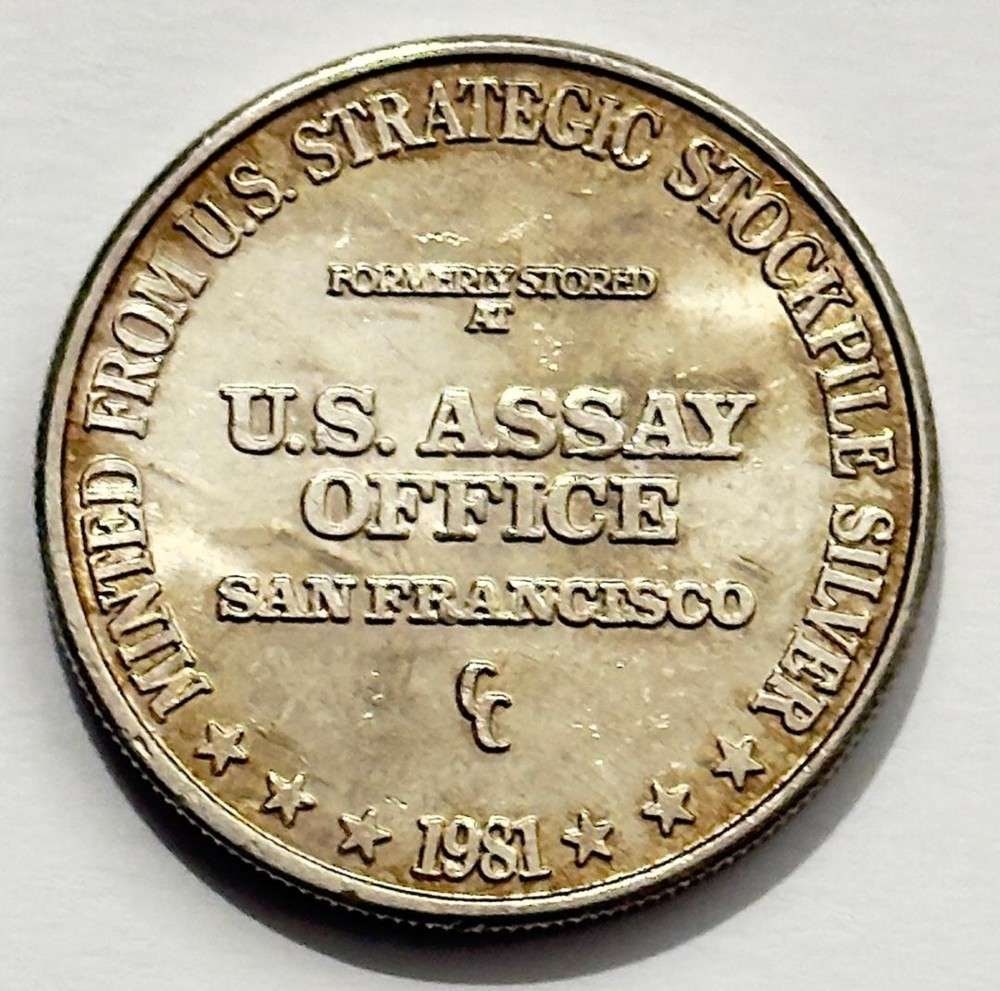 MINTED FROM U.S. STRATEGIC STOCKPILE SILVER
FORMERLY STORED
AT
U.S. ASSAY
OFFICE
SAN FRANCISCO
CC
1981